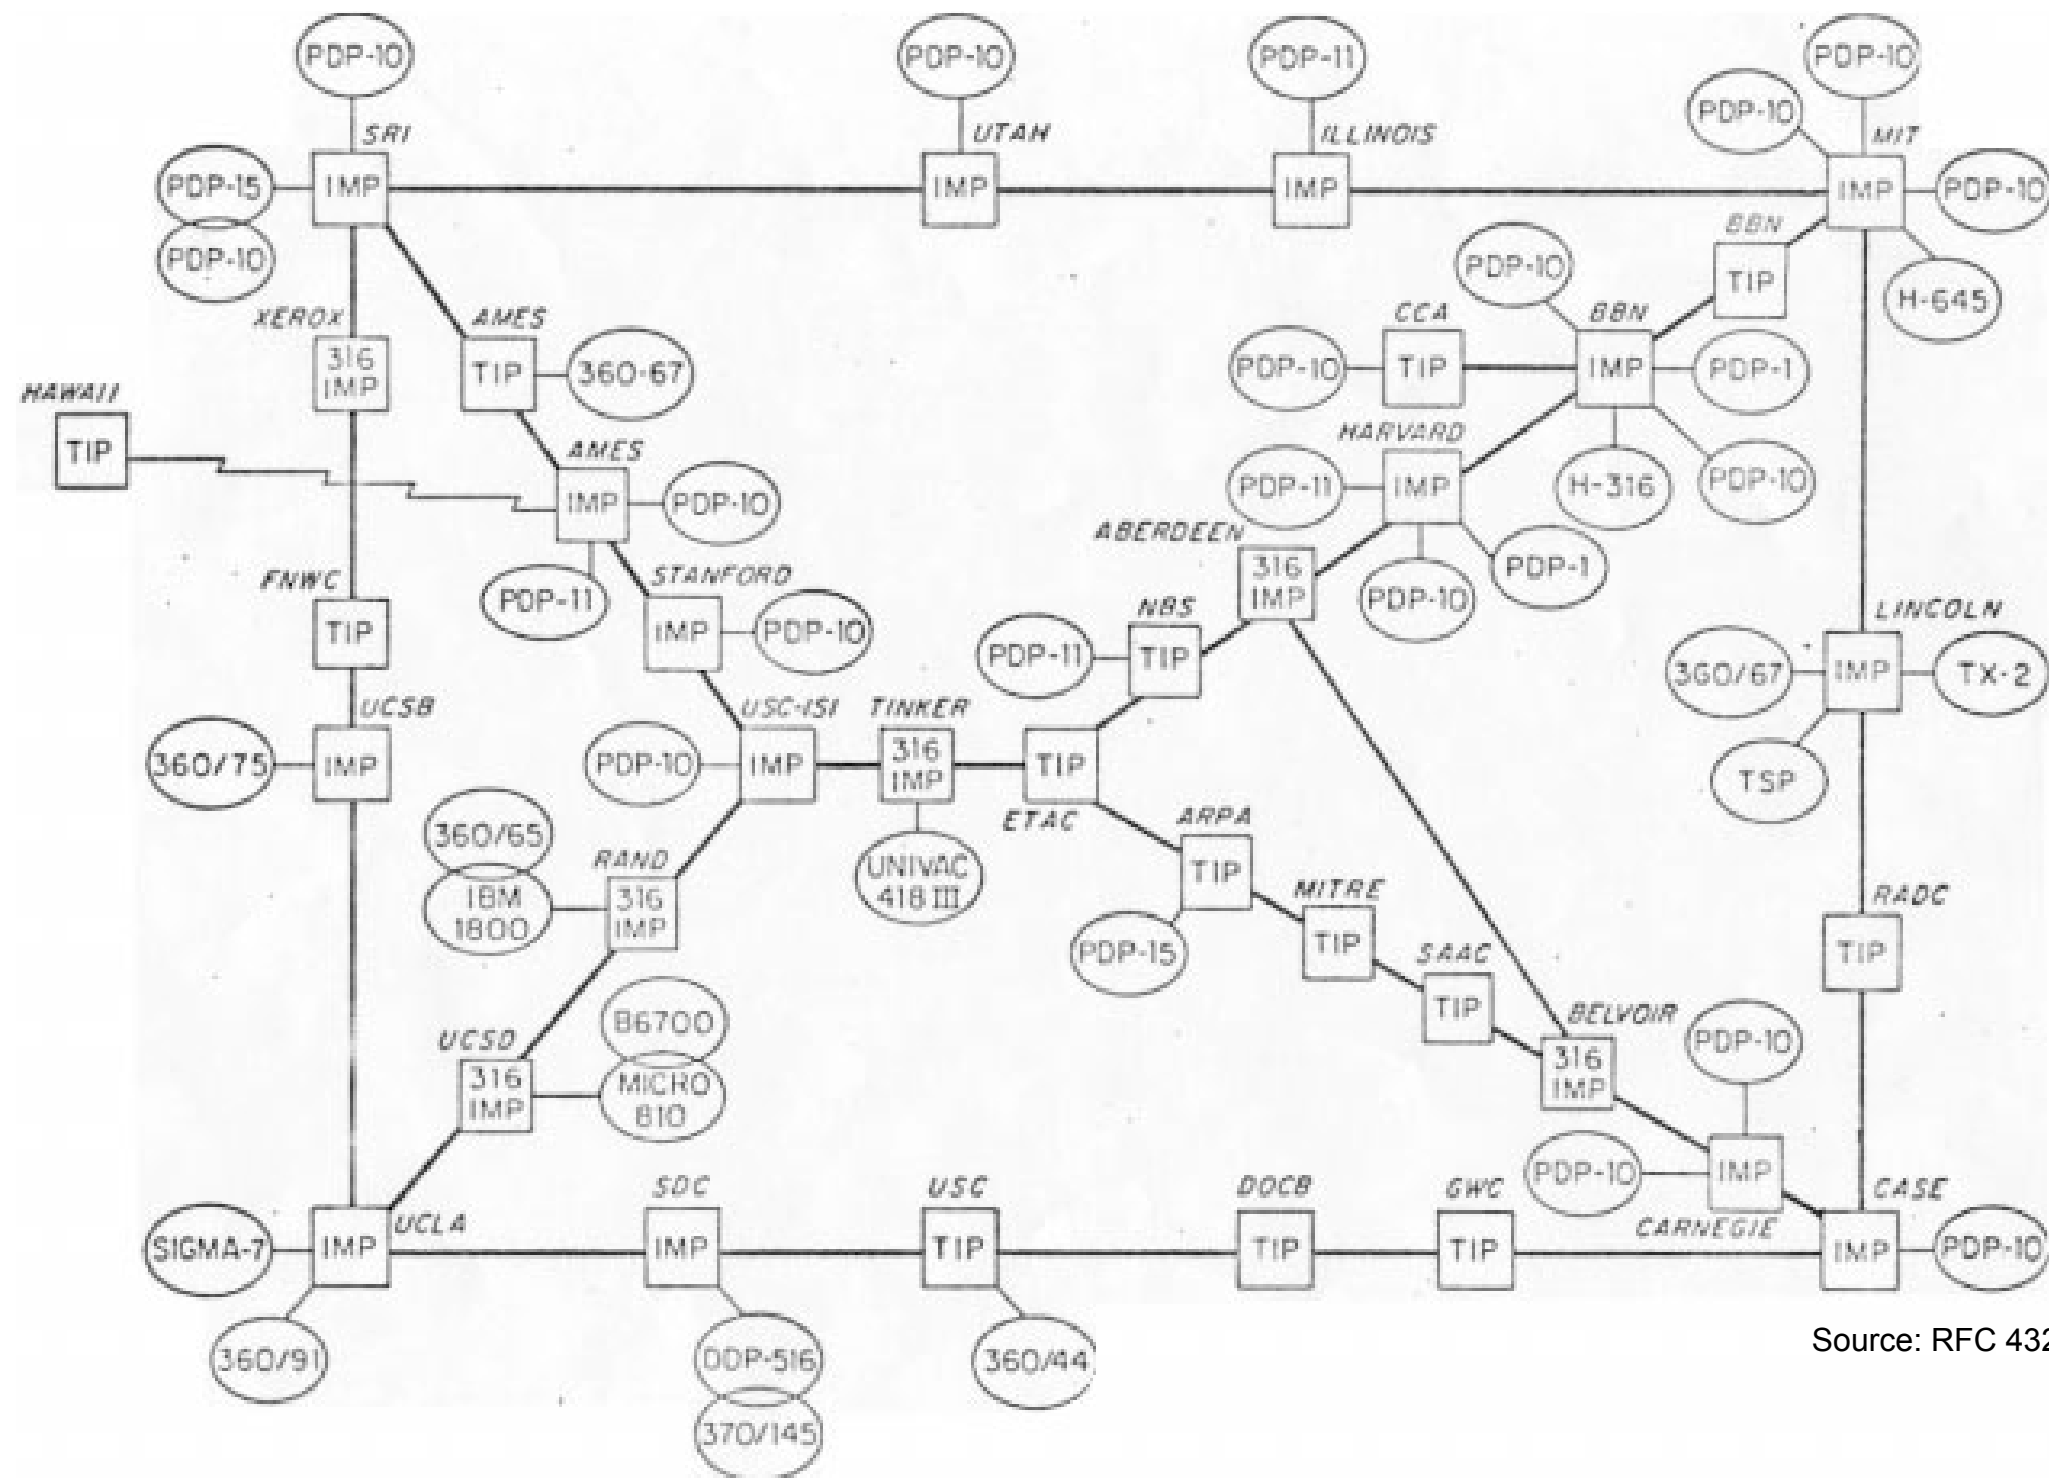 PDP-10
PDP-10
PDP-11
PDP-10
PDP-10
SRI
UTAH
ILLINOIS
MIT
PDP-15
IMP
IMP
IMP
IMP
PDP-10
PDP-10
BBN
PDP-10
TIP
H-645
XEROX
316
IMP
AMES
TIP
360-67
CCA
PDP-10
TIP
BBN
IMP
PDP-1
HAWAII
TIP
AMES
IMP
PDP-10
PDP-11
HARVARD
PDP-11
IMP
H-316
PDP-10
PDP-10
PDP-1
ABERDEEN
316
IMP
FNWC
TIP
STANFORD
IMP
PDP-10
NBS
PDP-11
TIP
LINCOLN
360/67
IMP
TX-2
TSP
UCSB
360/75
IMP
USC-ISI
PDP-10
IMP
TINKER
316
IMP
UNIVAC
418 III
TIP
ETAC
360/65
IBM
1800
RAND
316
IMP
ARPA
TIP
PDP-15
MITRE
TIP
SAAC
TIP
RADC
TIP
UCSD
316
IMP
B6700
MICRO
810
BELVOIR
316
IMP
PDP-10
PDP-10
IMP
CARNEGIE
SIGMA-7
IMP
UCLA
360/91
SDC
IMP
DDP-516
370/145
USC
TIP
360/44
DOCB
TIP
GWC
TIP
CASE
IMP
PDP-10
Source: RFC 432